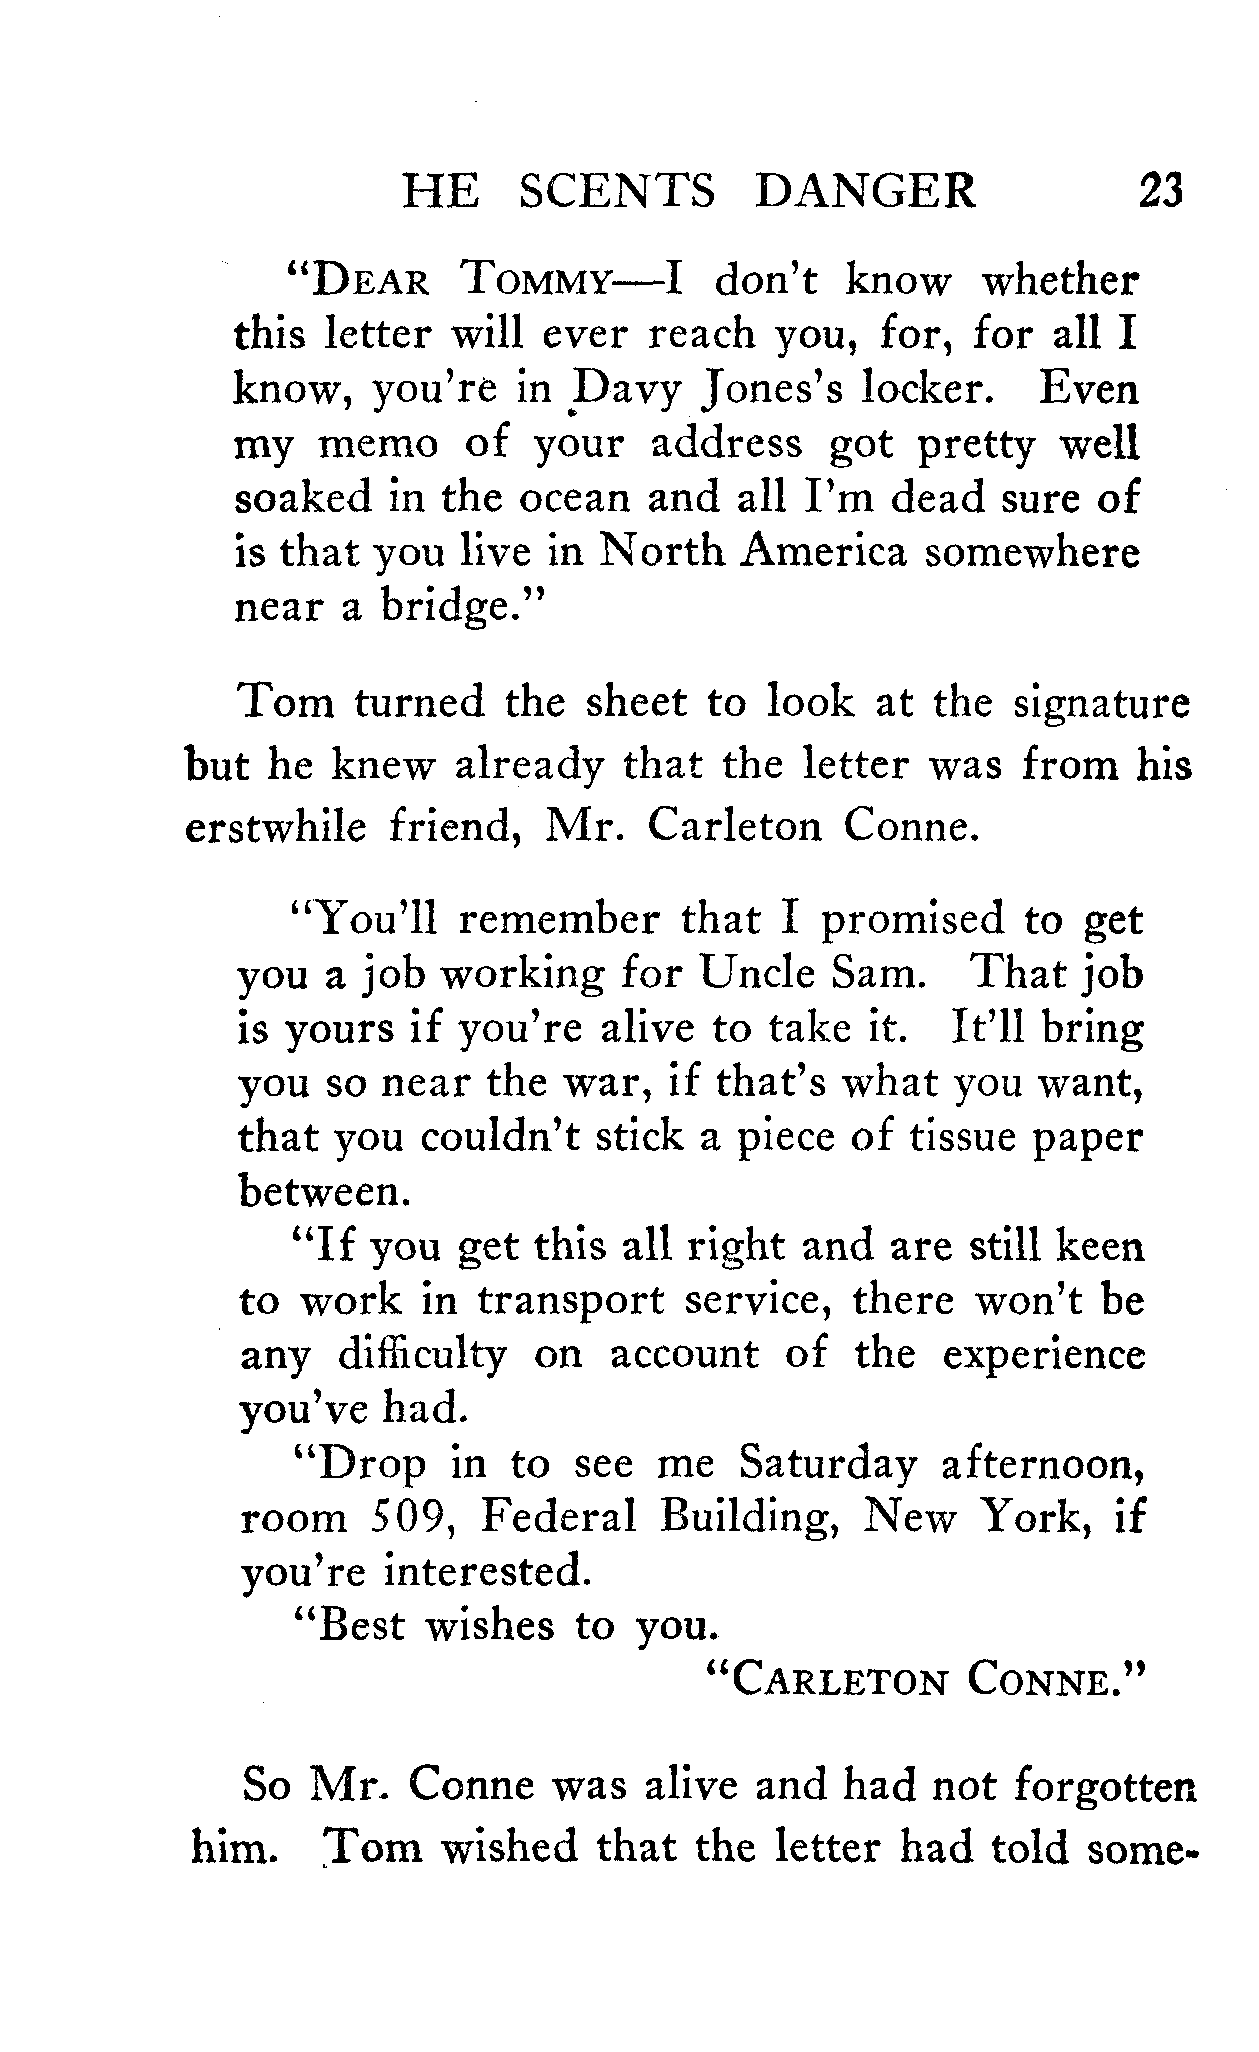 HE SCENTS DANGER 23
"DEAR TOMMY—I don't know whether
this letter will ever reach you, for, for all I
know, you're in Davy Jones's locker. Even
my memo of your address got pretty well
soaked in the ocean and all I'm dead sure of
is that you live in North America somewhere
near a bridge."
Tom turned the sheet to look at the signature
but he knew already that the letter was from his
erstwhile friend, Mr. Carleton Conne.
"You'll remember that I promised to get
you a job working for Uncle Sam. That job
is yours if you're alive to take it. It'll bring
you so near the war, if that's what you want,
that you couldn't stick a piece of tissue paper
between.
"If you get this all right and are still keen
to work in transport service, there won't be
any difficulty on account of the experience
you've had.
"Drop in to see me Saturday afternoon,
room 509, Federal Building, New York, if
you're interested.
"Best wishes to you.
"CARLETON CONNE."
So Mr. Conne was alive and had not forgotten
him. Tom wished that the letter had told some-